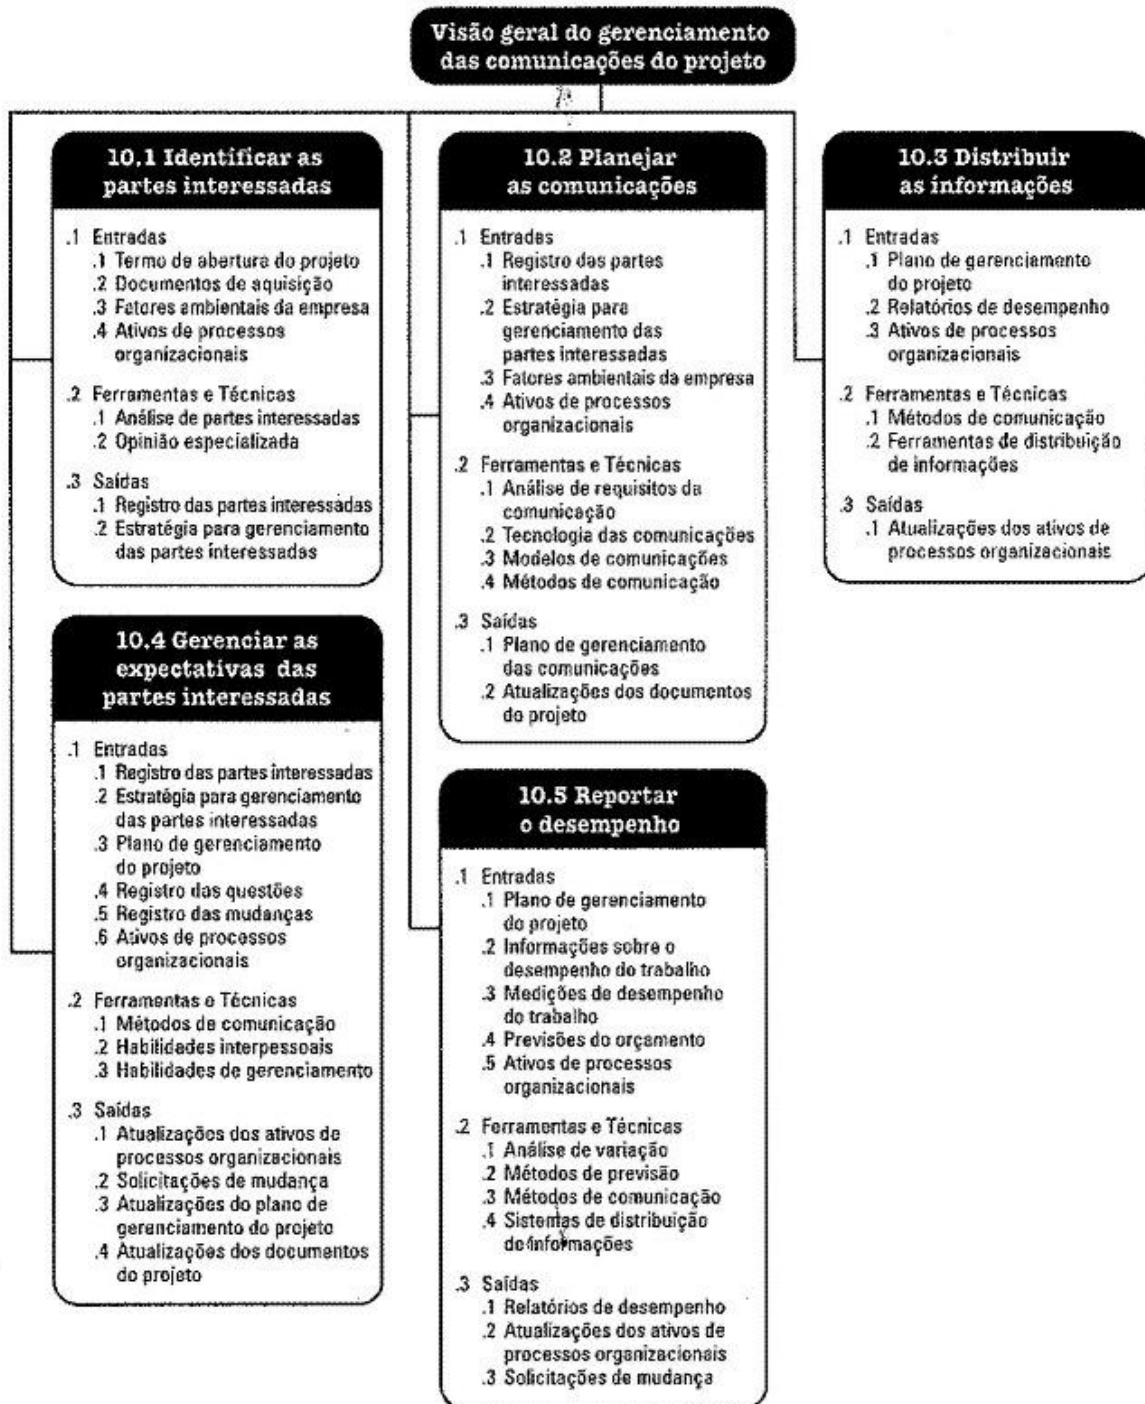 Visão geral do gerenciamento
das comunicações do projeto
10.1 Identificar as
partes interessadas
.1 Entradas
.1 Termo de abertura do projeto
.2 Documentos de aquisição
.3 Fatores ambientais da empresa
.4 Ativos de processos
organizacionais
.2 Ferramentas e Técnicas
.1 Análise de partes interessadas
.2 Opinião especializada
.3 Saídas
.1 Registro das partes interessadas
.2 Estratégia para gerenciamento
das partes interessadas
10.2 Planejar
as comunicações
.1 Entradas
.1 Registro das partes
interessadas
.2 Estratégia para
gerenciamento das
partes interessadas
.3 Fatores ambientais da empresa
.4 Ativos de processos
organizacionais
.2 Ferramentas e Técnicas
.1 Análise de requisitos da
comunicação
.2 Tecnologia das comunicações
.3 Modelos de comunicações
.4 Métodos de comunicação
.3 Saídas
.1 Plano de gerenciamento
das comunicações
.2 Atualizações dos documentos
do projeto
10.3 Distribuir
as informações
.1 Entradas
.1 Plano de gerenciamento
do projeto
.2 Relatórios de desempenho
.3 Ativos de processos
organizacionais
.2 Ferramentas e Técnicas
.1 Métodos de comunicação
.2 Ferramentas de distribuição
de informações
.3 Saídas
.1 Atualizações dos ativos de
processos organizacionais
10.4 Gerenciar as
expectativas das
partes interessadas
.1 Entradas
.1 Registro das partes interessadas
.2 Estratégia para gerenciamento
das partes interessadas
.3 Plano de gerenciamento
do projeto
.4 Registro das questões
.5 Registro das mudanças
.6 Ativos de processos
organizacionais
.2 Ferramentas e Técnicas
.1 Métodos de comunicação
.2 Habilidades interpessoais
.3 Habilidades de gerenciamento
.3 Saídas
.1 Atualizações dos ativos de
processos organizacionais
.2 Solicitações de mudança
.3 Atualizações do plano de
gerenciamento do projeto
.4 Atualizações dos documentos
do projeto
10.5 Reportar
o desempenho
.1 Entradas
.1 Plano de gerenciamento
do projeto
.2 Informações sobre o
desempenho do trabalho
.3 Medições de desempenho
do trabalho
.4 Previsões do orçamento
.5 Ativos de processos
organizacionais
.2 Ferramentas e Técnicas
.1 Análise de variação
.2 Métodos de previsão
.3 Métodos de comunicação
.4 Sistemas de distribuição
de informações
.3 Saídas
.1 Relatórios de desempenho
.2 Atualizações dos ativos de
processos organizacionais
.3 Solicitações de mudança